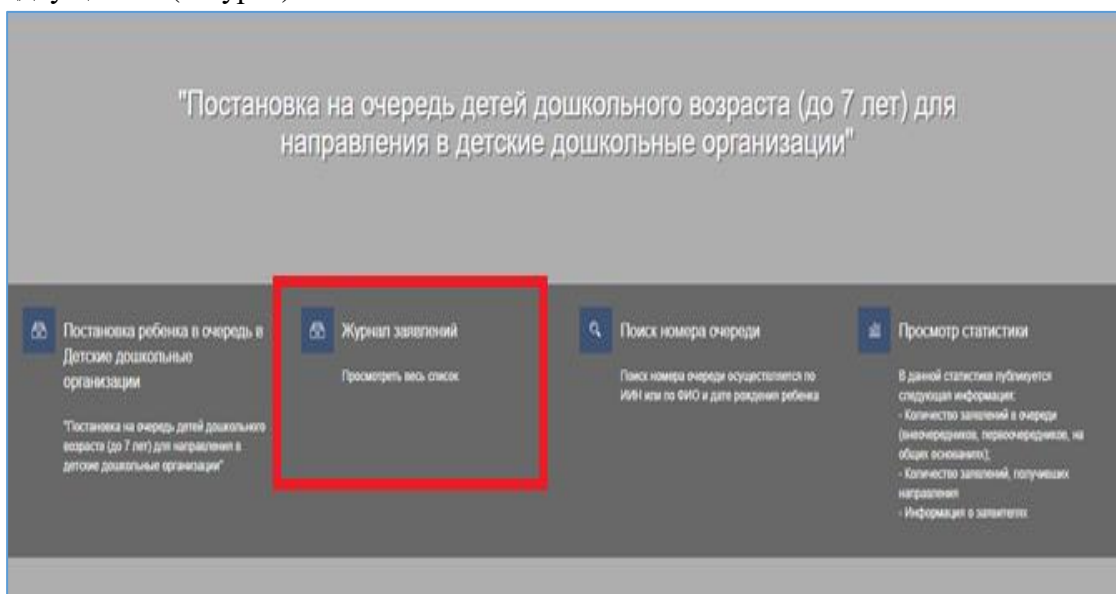 "Постановка на очередь детей дошкольного возраста (до 7 лет) для
направления в детские дошкольные организации"
Постановка ребенка в очередь в
Детские дошкольные
организации
"Постановка на очередь детей дошкольного
возраста (до 7 лет) для направления в
детские дошкольные организации"
Журнал заявлений
Просмотреть весь список
Поиск номера очереди
Поиск номера очереди осуществляется по
ИИН или по ФИО и дате рождения ребенка
Просмотр статистики
В данной статистике публикуется
следующая информация:
- Количество заявлений в очереди
(внеочередников, первоочередников, на
общих основаниях);
- Количество заявлений, получивших
направления
- Информация о заявителях